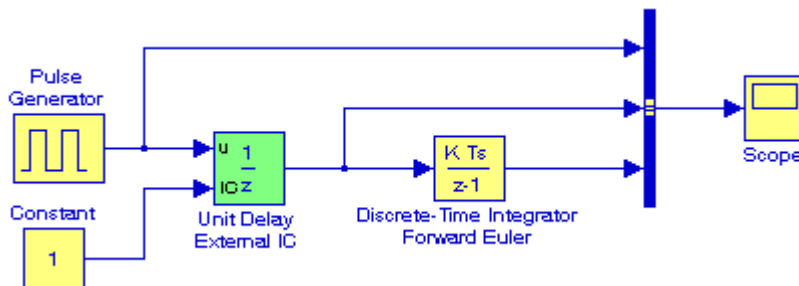 Pulse
Generator
u
1
z
IC
Unit Delay
External IC
K Ts
z-1
Discrete-Time Integrator
Forward Euler
Scope
Constant
1